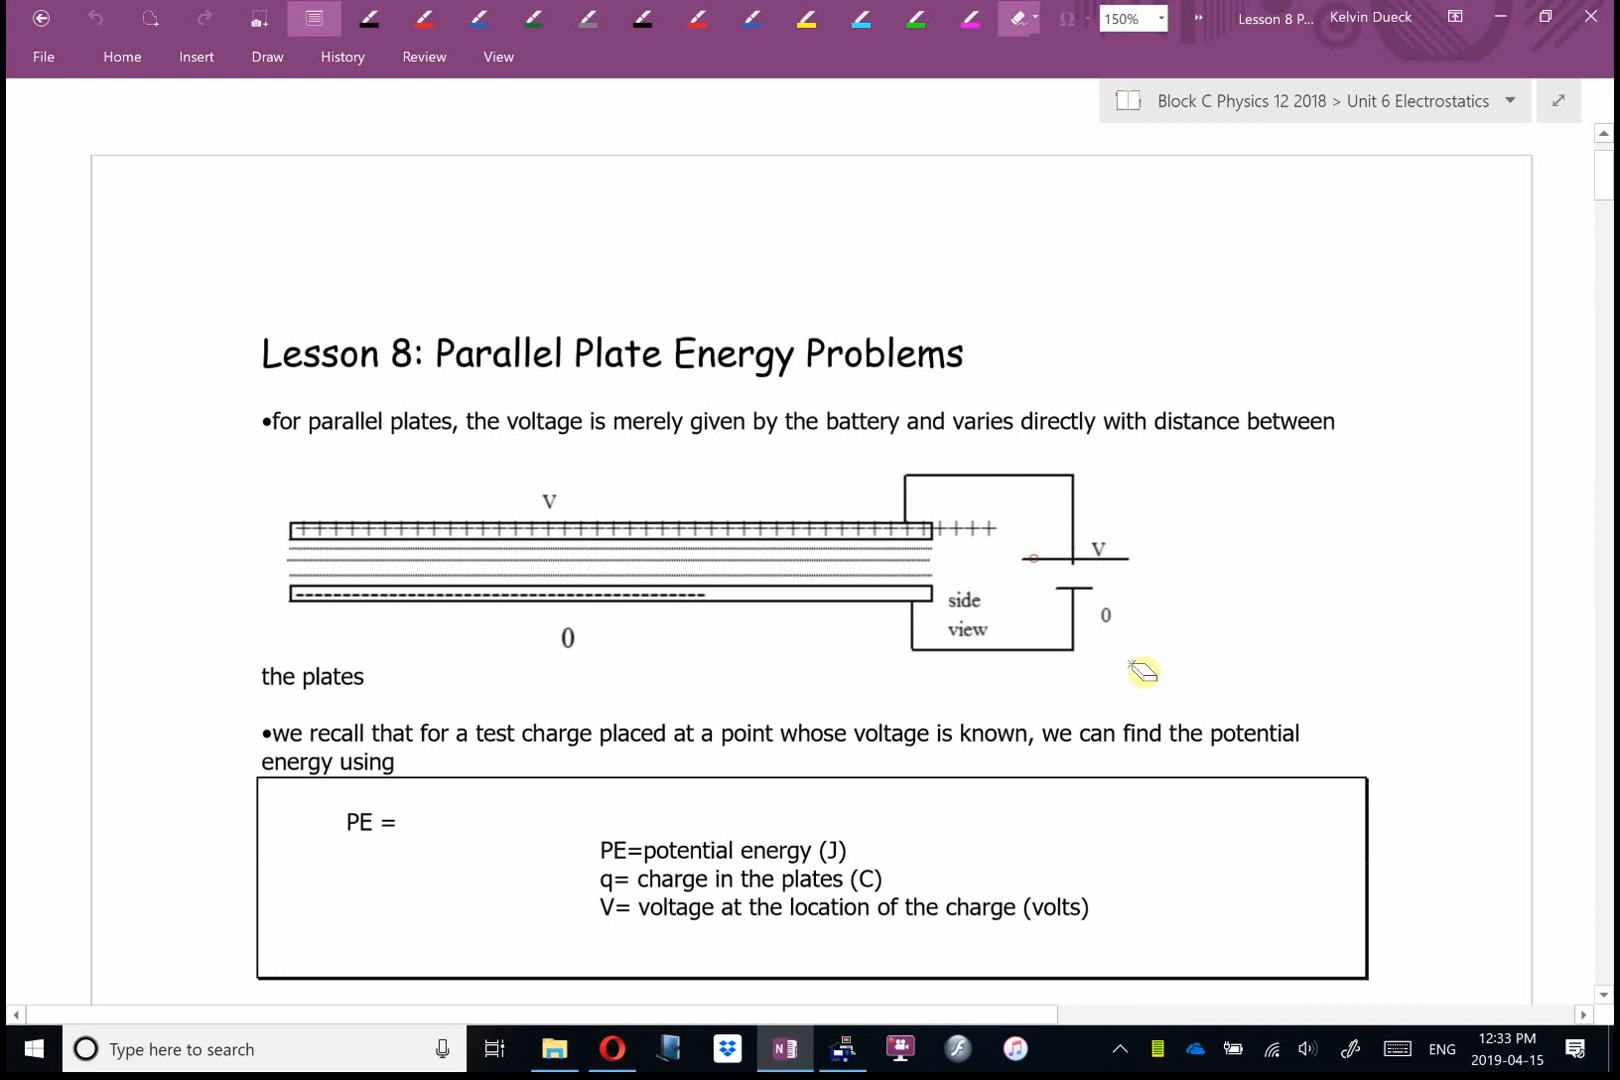 150%
Lesson 8 P...
Kelvin Dueck
File
Home
Insert
Draw
History
Review
View
Block C Physics 12 2018 > Unit 6 Electrostatics
Lesson 8: Parallel Plate Energy Problems
•for parallel plates, the voltage is merely given by the battery and varies directly with distance between
V
V
side
view
0
0
the plates
•we recall that for a test charge placed at a point whose voltage is known, we can find the potential
energy using
PE =
PE=potential energy (J)
q= charge in the plates (C)
V= voltage at the location of the charge (volts)
Type here to search
ENG
12:33 PM
2019-04-15